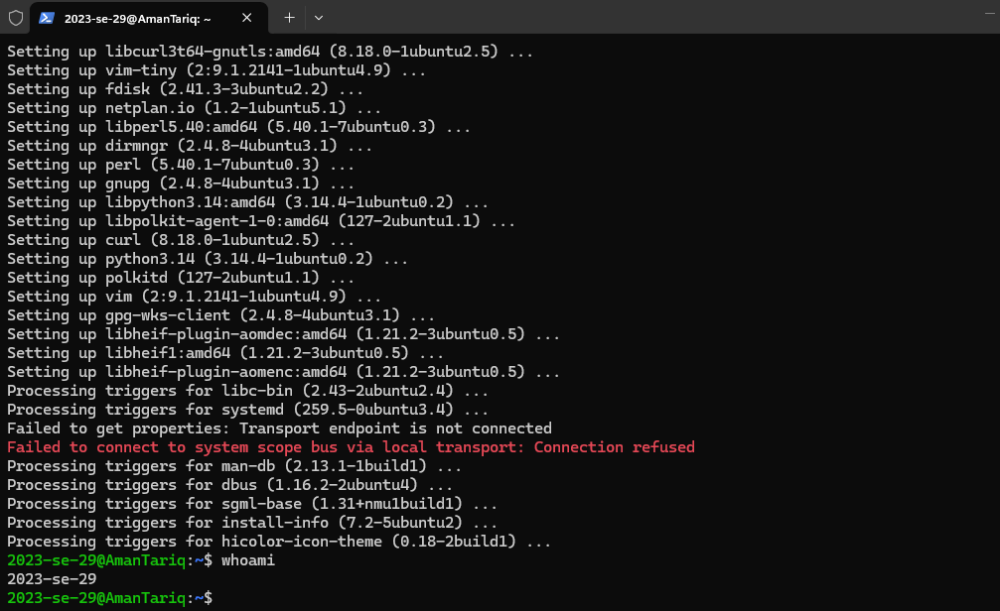 2023-se-29@AmanTariq: ~
Setting up libcurl3t64-gnutls:amd64 (8.18.0-1ubuntu2.5) ...
Setting up vim-tiny (2:9.1.2141-1ubuntu4.9) ...
Setting up fdisk (2.41.3-3ubuntu2.2) ...
Setting up netplan.io (1.2-1ubuntu5.1) ...
Setting up libperl5.40:amd64 (5.40.1-7ubuntu0.3) ...
Setting up dirmngr (2.4.8-4ubuntu3.1) ...
Setting up perl (5.40.1-7ubuntu0.3) ...
Setting up gnupg (2.4.8-4ubuntu3.1) ...
Setting up libpython3.14:amd64 (3.14.4-1ubuntu0.2) ...
Setting up libpolkit-agent-1-0:amd64 (127-2ubuntu1.1) ...
Setting up curl (8.18.0-1ubuntu2.5) ...
Setting up python3.14 (3.14.4-1ubuntu0.2) ...
Setting up polkitd (127-2ubuntu1.1) ...
Setting up vim (2:9.1.2141-1ubuntu4.9) ...
Setting up gpg-wks-client (2.4.8-4ubuntu3.1) ...
Setting up libheif-plugin-aomdec:amd64 (1.21.2-3ubuntu0.5) ...
Setting up libheif1:amd64 (1.21.2-3ubuntu0.5) ...
Setting up libheif-plugin-aomenc:amd64 (1.21.2-3ubuntu0.5) ...
Processing triggers for libc-bin (2.43-2ubuntu2.4) ...
Processing triggers for systemd (259.5-0ubuntu3.4) ...
Failed to get properties: Transport endpoint is not connected
Failed to connect to system scope bus via local transport: Connection refused
Processing triggers for man-db (2.13.1-1build1) ...
Processing triggers for dbus (1.16.2-2ubuntu4) ...
Processing triggers for sgml-base (1.31+nmu1build1) ...
Processing triggers for install-info (7.2-5ubuntu2) ...
Processing triggers for hicolor-icon-theme (0.18-2build1) ...
2023-se-29@AmanTariq:~$ whoami
2023-se-29
2023-se-29@AmanTariq:~$